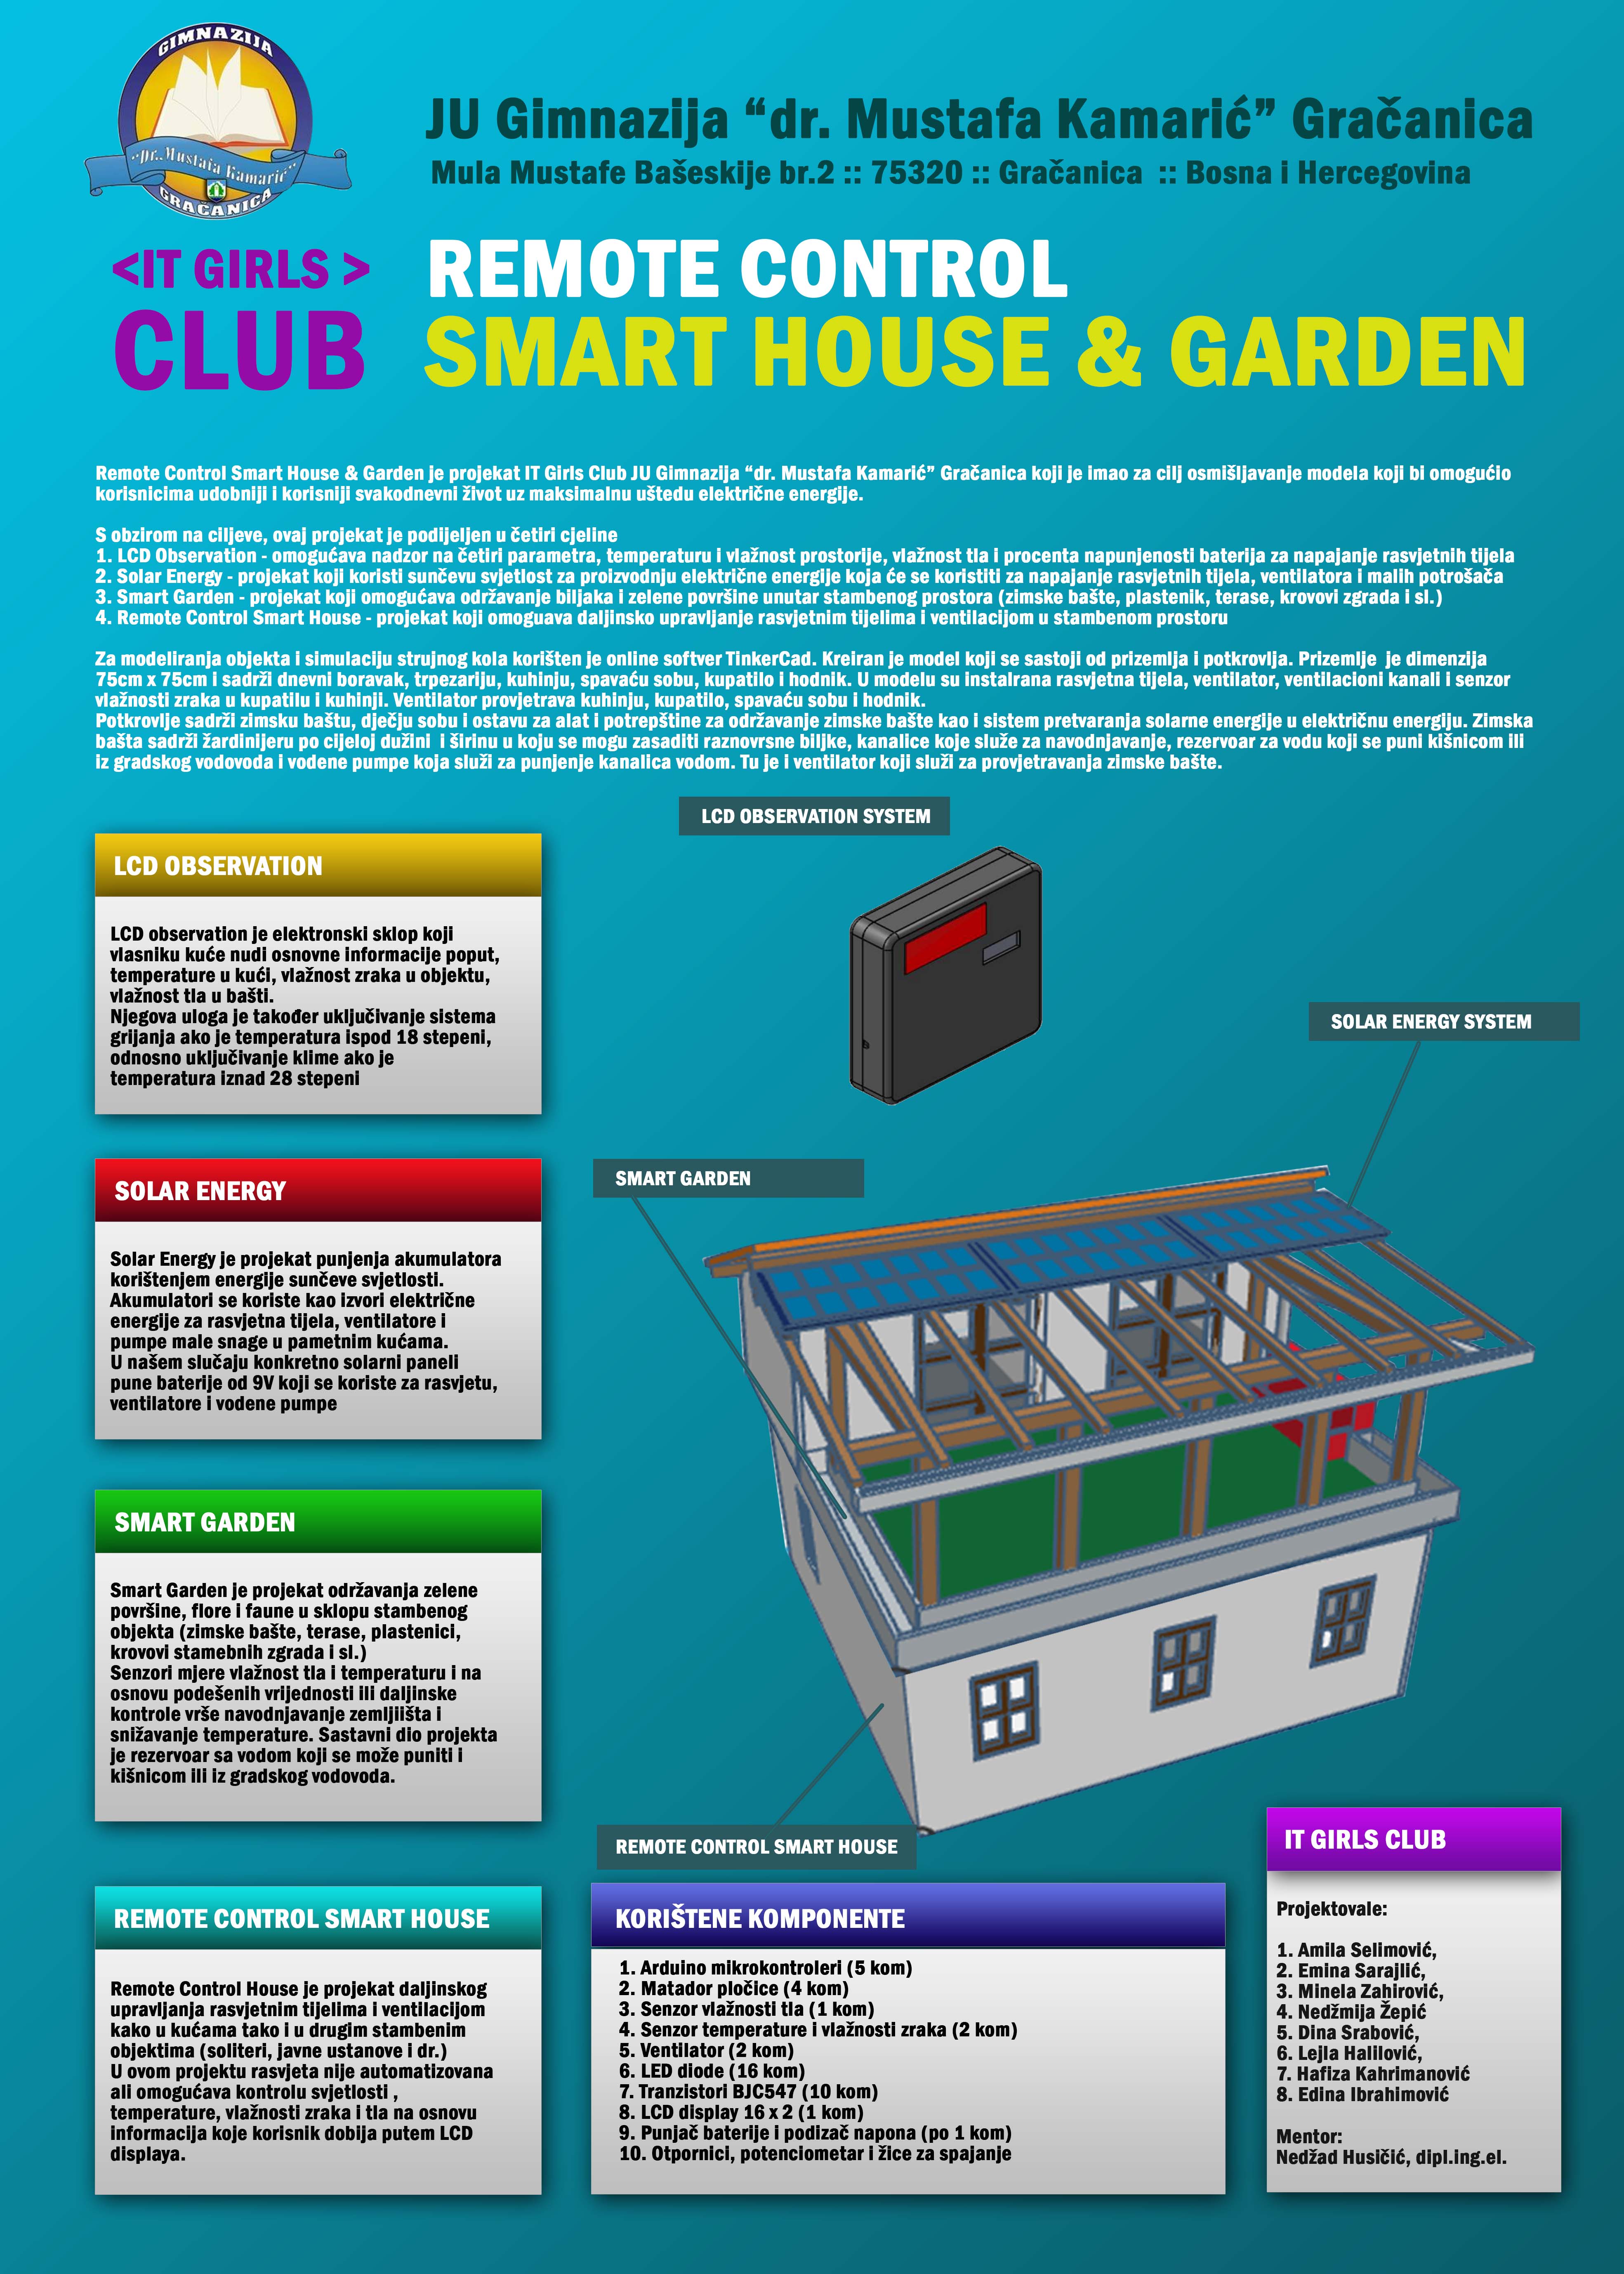 GIMNAZIJA
"Dr. Mustafa Kamarić"
GRAČANICA
JU Gimnazija “dr. Mustafa Kamarić” Gračanica
Mula Mustafe Bašeskije br.2 :: 75320 :: Gračanica :: Bosna i Hercegovina
<IT GIRLS >
CLUB
REMOTE CONTROL
SMART HOUSE & GARDEN
Remote Control Smart House & Garden je projekat IT Girls Club JU Gimnazija “dr. Mustafa Kamarić” Gračanica koji je imao za cilj osmišljavanje modela koji bi omogućio
korisnicima udobniji i korisniji svakodnevni život uz maksimalnu uštedu električne energije.
S obzirom na ciljeve, ovaj projekat je podijeljen u četiri cjeline
1. LCD Observation - omogućava nadzor na četiri parametra, temperaturu i vlažnost prostorije, vlažnost tla i procenta napunjenosti baterija za napajanje rasvjetnih tijela
2. Solar Energy - projekat koji koristi sunčevu svjetlost za proizvodnju električne energije koja će se koristiti za napajanje rasvjetnih tijela, ventilatora i malih potrošača
3. Smart Garden - projekat koji omogućava održavanje biljaka i zelene površine unutar stambenog prostora (zimske bašte, plastenik, terase, krovovi zgrada i sl.)
4. Remote Control Smart House - projekat koji omoguava daljinsko upravljanje rasvjetnim tijelima i ventilacijom u stambenom prostoru
Za modeliranja objekta i simulaciju strujnog kola korišten je online softver TinkerCad. Kreiran je model koji se sastoji od prizemlja i potkrovlja. Prizemlje je dimenzija
75cm x 75cm i sadrži dnevni boravak, trpezariju, kuhinju, spavaću sobu, kupatilo i hodnik. U modelu su instalrana rasvjetna tijela, ventilator, ventilacioni kanali i senzor
vlažnosti zraka u kupatilu i kuhinji. Ventilator provjetrava kuhinju, kupatilo, spavaću sobu i hodnik.
Potkrovlje sadrži zimsku baštu, dječju sobu i ostavu za alat i potrepštine za održavanje zimske bašte kao i sistem pretvaranja solarne energije u električnu energiju. Zimska
bašta sadrži žardinijeru po cijeloj dužini i širinu u koju se mogu zasaditi raznovrsne biljke, kanalice koje služe za navodnjavanje, rezervoar za vodu koji se puni kišnicom ili
iz gradskog vodovoda i vodene pumpe koja služi za punjenje kanalica vodom. Tu je i ventilator koji služi za provjetravanja zimske bašte.
LCD OBSERVATION SYSTEM
LCD OBSERVATION
LCD observation je elektronski sklop koji
vlasniku kuće nudi osnovne informacije poput,
temperature u kući, vlažnost zraka u objektu,
vlažnost tla u bašti.
Njegova uloga je također uključivanje sistema
grijanja ako je temperatura ispod 18 stepeni,
odnosno uključivanje klime ako je
temperatura iznad 28 stepeni
SOLAR ENERGY SYSTEM
SMART GARDEN
SOLAR ENERGY
Solar Energy je projekat punjenja akumulatora
korištenjem energije sunčeve svjetlosti.
Akumulatori se koriste kao izvori električne
energije za rasvjetna tijela, ventilatore i
pumpe male snage u pametnim kućama.
U našem slučaju konkretno solarni paneli
pune baterije od 9V koji se koriste za rasvjetu,
ventilatore i vodene pumpe
SMART GARDEN
Smart Garden je projekat održavanja zelene
površine, flore i faune u sklopu stambenog
objekta (zimske bašte, terase, plastenici,
krovovi stamebnih zgrada i sl.)
Senzori mjere vlažnost tla i temperaturu i na
osnovu podešenih vrijednosti ili daljinske
kontrole vrše navodnjavanje zemljiišta i
snižavanje temperature. Sastavni dio projekta
je rezervoar sa vodom koji se može puniti i
kišnicom ili iz gradskog vodovoda.
REMOTE CONTROL SMART HOUSE
REMOTE CONTROL SMART HOUSE
Remote Control House je projekat daljinskog
upravljanja rasvjetnim tijelima i ventilacijom
kako u kućama tako i u drugim stambenim
objektima (soliteri, javne ustanove i dr.)
U ovom projektu rasvjeta nije automatizovana
ali omogućava kontrolu svjetlosti ,
temperature, vlažnosti zraka i tla na osnovu
informacija koje korisnik dobija putem LCD
displaya.
KORIŠTENE KOMPONENTE
1. Arduino mikrokontroleri (5 kom)
2. Matador pločice (4 kom)
3. Senzor vlažnosti tla (1 kom)
4. Senzor temperature i vlažnosti zraka (2 kom)
5. Ventilator (2 kom)
6. LED diode (16 kom)
7. Tranzistori BJC547 (10 kom)
8. LCD display 16 x 2 (1 kom)
9. Punjač baterije i podizač napona (po 1 kom)
10. Otpornici, potenciometar i žice za spajanje
IT GIRLS CLUB
Projektovale:
1. Amila Selimović,
2. Emina Sarajlić,
3. Minela Zahirović,
4. Nedžmija Žepić
5. Dina Srabović,
6. Lejla Halilović,
7. Hafiza Kahrimanović
8. Edina Ibrahimović
Mentor:
Nedžad Husičić, dipl.ing.el.